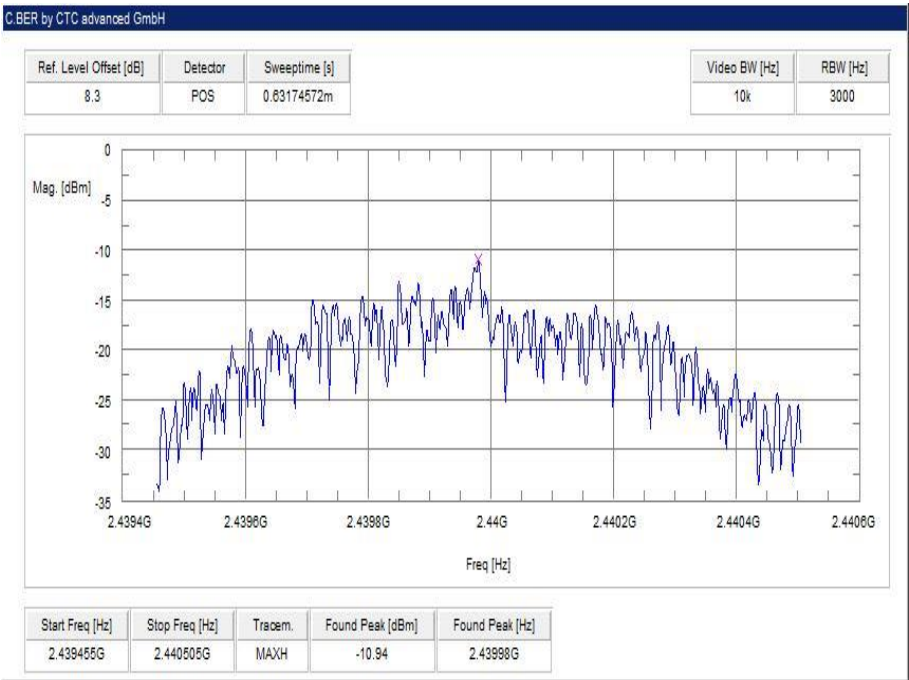 C.BER by CTC advanced GmbH
Ref. Level Offset [dB] Detector Sweeptime [s] Video BW [Hz] RBW [Hz]
8.3 POS 0.63174572m 10k 3000
0
Mag. [dBm]
-5
-10
-15
-20
-25
-30
-35
2.4394G 2.4396G 2.4398G 2.44G 2.4402G 2.4404G 2.4406G
Freq [Hz]
Start Freq [Hz] Stop Freq [Hz] Tracem. Found Peak [dBm] Found Peak [Hz]
2.439455G 2.440505G MAXH -10.94 2.43998G